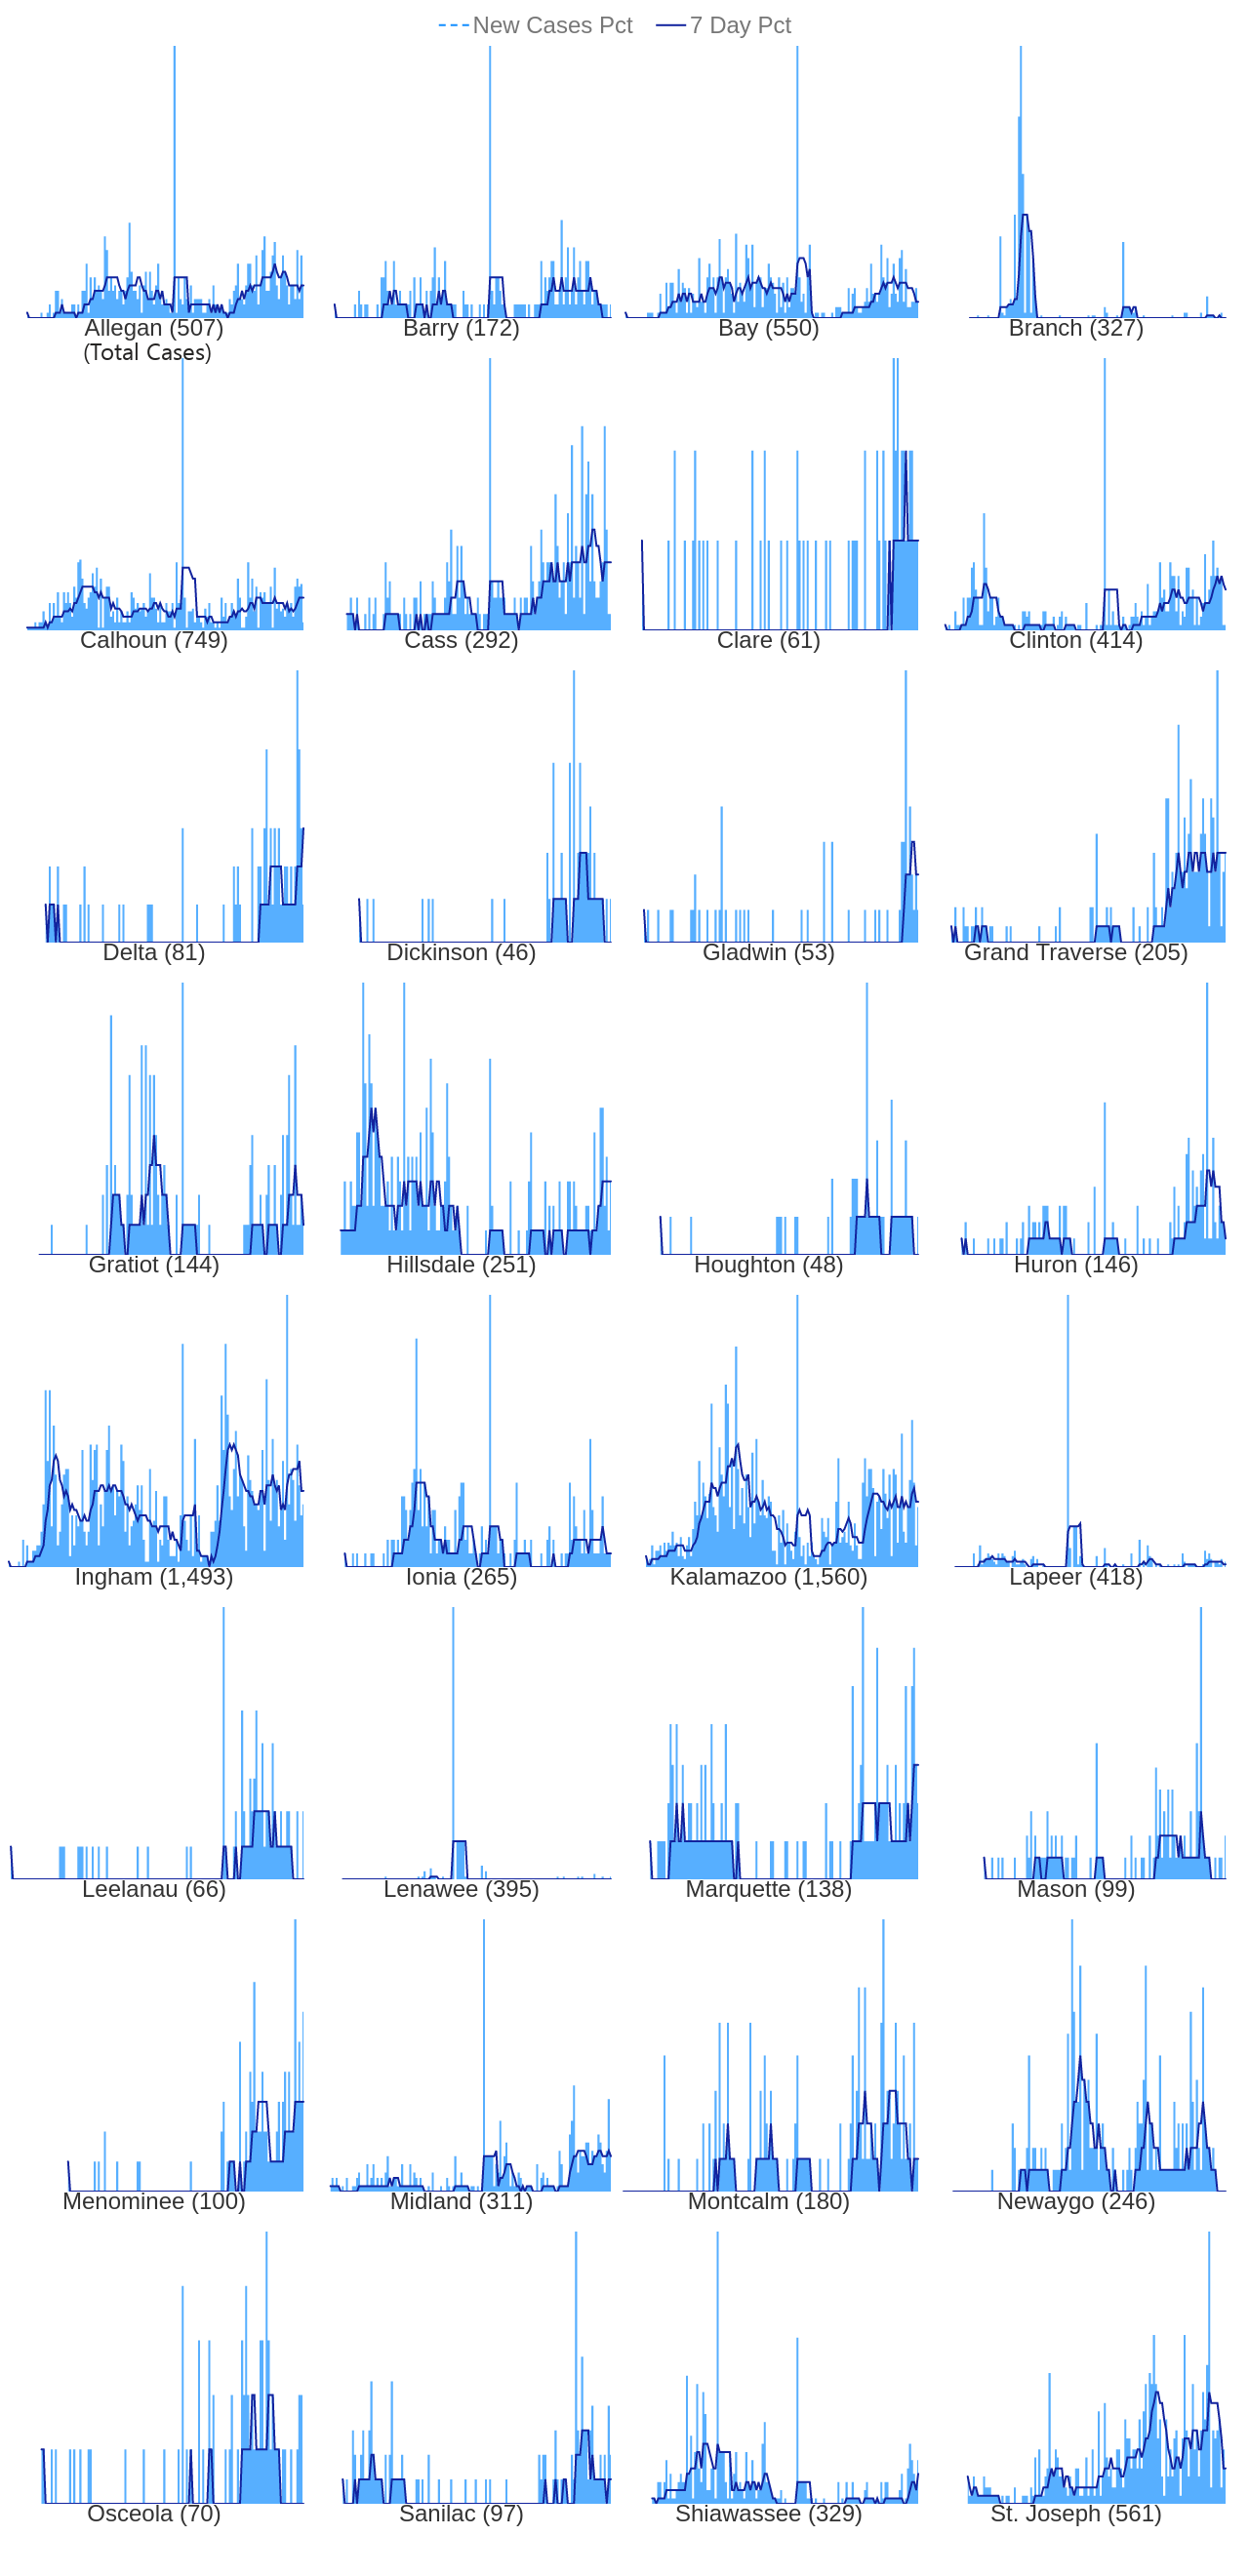 New Cases Pct 7 Day Pct
Allegan (507) Barry (172) Bay (550) Branch (327)
(Total Cases)
Calhoun (749) Cass (292) Clare (61) Clinton (414)
Delta (81) Dickinson (46) Gladwin (53) Grand Traverse (205)
Gratiot (144) Hillsdale (251) Houghton (48) Huron (146)
Ingham (1,493) Ionia (265) Kalamazoo (1,560) Lapeer (418)
Leelanau (66) Lenawee (395) Marquette (138) Mason (99)
Menominee (100) Midland (311) Montcalm (180) Newaygo (246)
Osceola (70) Sanilac (97) Shiawassee (329) St. Joseph (561)